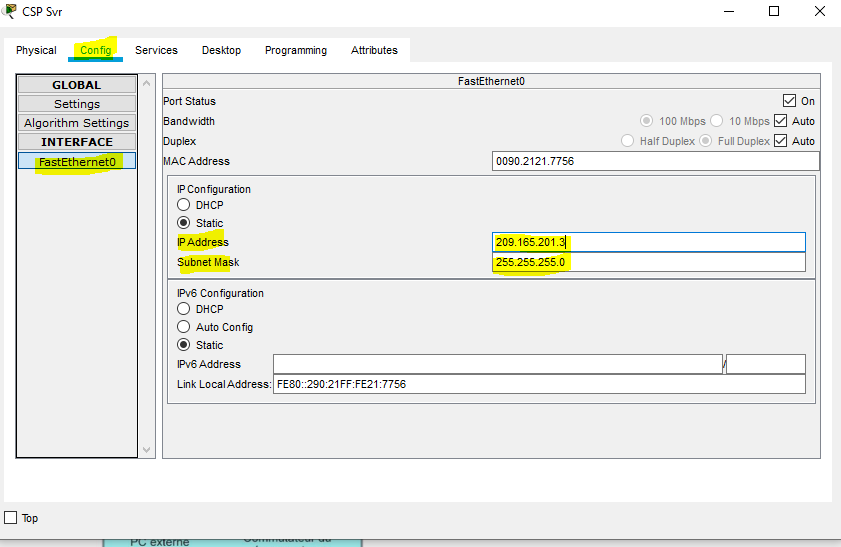 CSP Svr
Physical Config Services Desktop Programming Attributes
GLOBAL
Settings
Algorithm Settings
INTERFACE
FastEthernet0
FastEthernet0
Port Status On
Bandwidth 100 Mbps 10 Mbps Auto
Duplex Half Duplex Full Duplex Auto
MAC Address 0090.2121.7756
IP Configuration
DHCP
Static
IP Address 209.165.201.3
Subnet Mask 255.255.255.0
IPv6 Configuration
DHCP
Auto Config
Static
IPv6 Address /
Link Local Address: FE80::290:21FF:FE21:7756
Top
PC externe Commutateur du